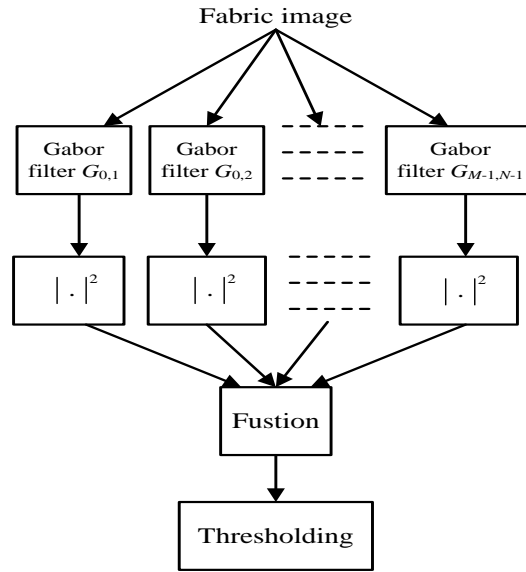 Fabric image
Gabor
filter G0,1
Gabor
filter G0,2
Gabor
filter GM-1,N-1
| . |²
| . |²
| . |²
Fustion
Thresholding